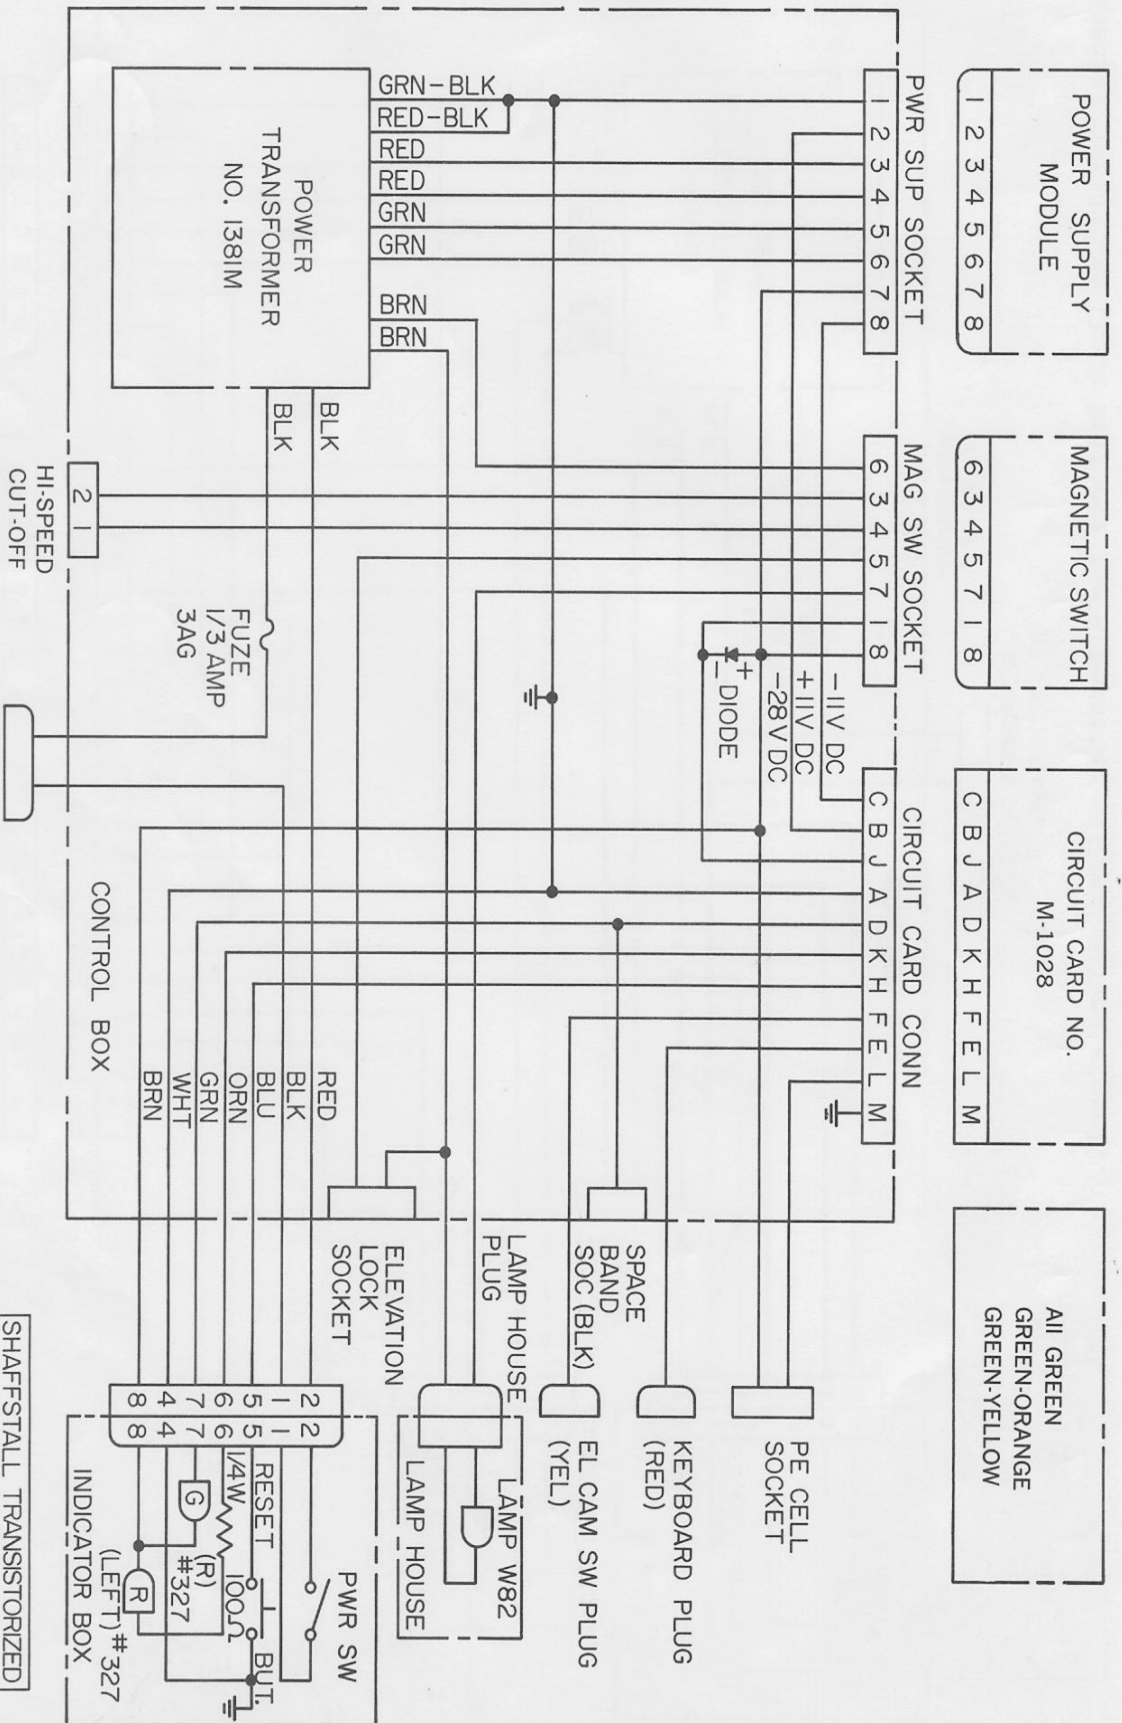 POWER SUPPLY
MODULE
1 2 3 4 5 6 7 8
MAGNETIC SWITCH
6 3 4 5 7 1 8
CIRCUIT CARD NO.
M-1028
C B J A D K H F E L M
All GREEN
GREEN-ORANGE
GREEN-YELLOW
PWR SUP SOCKET
1 2 3 4 5 6 7 8
MAG SW SOCKET
6 3 4 5 7 1 8
CIRCUIT CARD CONN
C B J A D K H F E L M
-11V DC
+11V DC
-28V DC
+
-
DIODE
GRN-BLK
RED-BLK
RED
RED
GRN
GRN
BRN
BRN
POWER
TRANSFORMER
NO. 1381M
BLK
BLK
HI-SPEED
CUT-OFF
2 1
FUZE
1/3 AMP
3AG
CONTROL BOX
RED
BLK
BLU
ORN
GRN
WHT
BRN
PE CELL
SOCKET
KEYBOARD PLUG
(RED)
SPACE
BAND
SOC (BLK)
EL CAM SW PLUG
(YEL)
LAMP HOUSE
PLUG
LAMP W82
LAMP HOUSE
ELEVATION
LOCK
SOCKET
2 1 5 6 7 4 8
2 1 5 6 7 4 8
PWR SW
RESET
BUT.
1/4W
100Ω
G
(R)
#327
R
(LEFT) #327
INDICATOR BOX
SHAFFSTALL TRANSISTORIZED